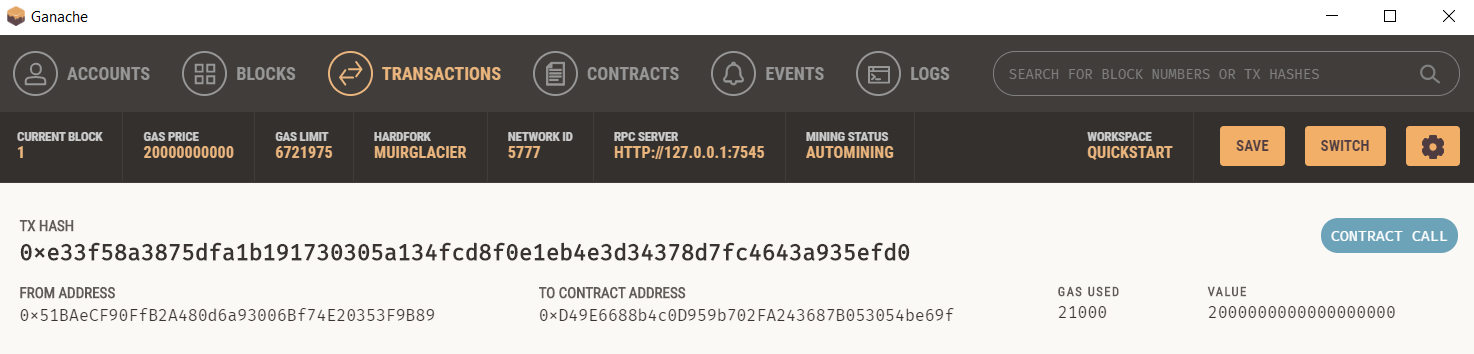 Ganache
ACCOUNTS BLOCKS TRANSACTIONS CONTRACTS EVENTS LOGS SEARCH FOR BLOCK NUMBERS OR TX HASHES
CURRENT BLOCK GAS PRICE GAS LIMIT HARDFORK NETWORK ID RPC SERVER MINING STATUS WORKSPACE
1 20000000000 6721975 MUIRGLACIER 5777 HTTP://127.0.0.1:7545 AUTOMINING QUICKSTART SAVE SWITCH
TX HASH
0×e33f58a3875dfa1b191730305a134fcd8f0e1eb4e3d34378d7fc4643a935efd0 CONTRACT CALL
FROM ADDRESS TO CONTRACT ADDRESS GAS USED VALUE
0×51BAeCF90FfB2A480d6a93006Bf74E20353F9B89 0×D49E6688b4c0D959b702FA243687B053054be69f 21000 2000000000000000000